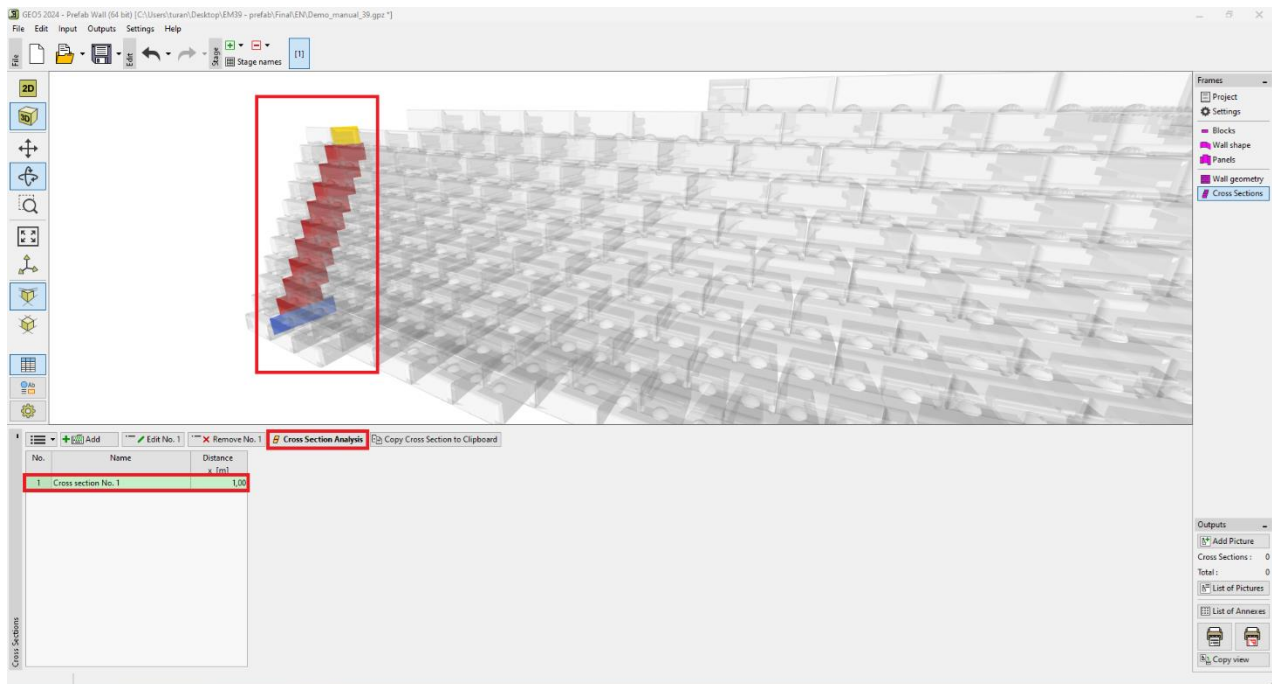 GEO5 2024 - Prefab Wall (64 bit) [C:\Users\turan\Desktop\EM39 - prefab\Final\EN\Demo_manual_39.gpz *]
File Edit Input Outputs Settings Help
File
Edit
Stage
Stage names
[1]
2D
3D
Frames
Project
Settings
Blocks
Wall shape
Panels
Wall geometry
Cross Sections
Add
Edit No. 1
Remove No. 1
Cross Section Analysis
Copy Cross Section to Clipboard
No. Name Distance
x [m]
1 Cross section No. 1 1,00
Cross Sections
Outputs
Add Picture
Cross Sections : 0
Total : 0
List of Pictures
List of Annexes
Copy view